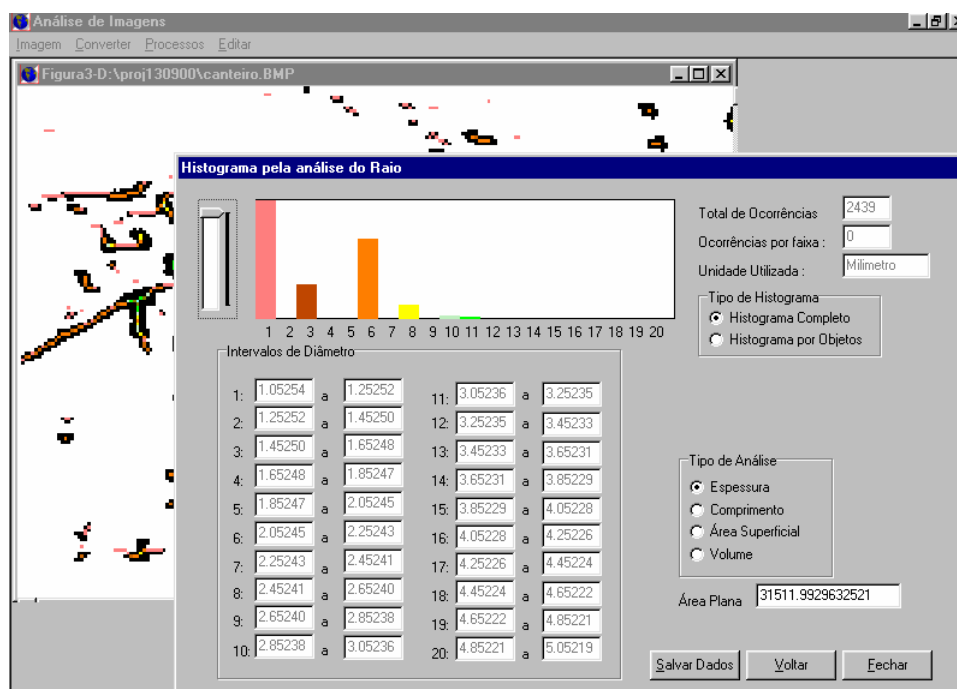 Análise de Imagens
Imagem Converter Processos Editar
Figura3-D:\proj130900\canteiro.BMP
Histograma pela análise do Raio
Total de Ocorrências 2439
Ocorrências por faixa : 0
Unidade Utilizada : Milimetro
Tipo de Histograma
Histograma Completo
Histograma por Objetos
1 2 3 4 5 6 7 8 9 10 11 12 13 14 15 16 17 18 19 20
Intervalos de Diâmetro
1: 1.05254 a 1.25252
2: 1.25252 a 1.45250
3: 1.45250 a 1.65248
4: 1.65248 a 1.85247
5: 1.85247 a 2.05245
6: 2.05245 a 2.25243
7: 2.25243 a 2.45241
8: 2.45241 a 2.65240
9: 2.65240 a 2.85238
10: 2.85238 a 3.05236
11: 3.05236 a 3.25235
12: 3.25235 a 3.45233
13: 3.45233 a 3.65231
14: 3.65231 a 3.85229
15: 3.85229 a 4.05228
16: 4.05228 a 4.25226
17: 4.25226 a 4.45224
18: 4.45224 a 4.65222
19: 4.65222 a 4.85221
20: 4.85221 a 5.05219
Tipo de Análise
Espessura
Comprimento
Área Superficial
Volume
Área Plana 31511.9929632521
Salvar Dados Voltar Fechar